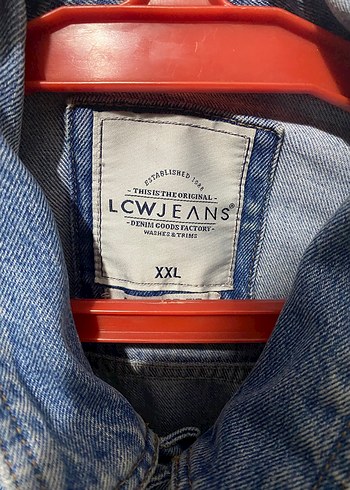 ESTABLISHED 1988
- THIS IS THE ORIGINAL -
LCWJEANS®
- DENIM GOODS FACTORY -
WASHES & TRIMS
XXL